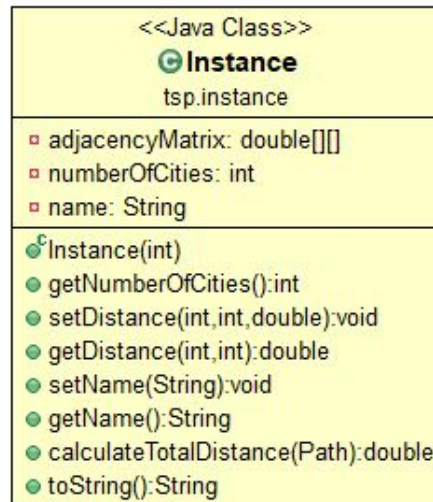 <<Java Class>>
Instance
tsp.instance
adjacencyMatrix: double[][]
numberOfCities: int
name: String
Instance(int)
getNumberOfCities():int
setDistance(int,int,double):void
getDistance(int,int):double
setName(String):void
getName():String
calculateTotalDistance(Path):double
toString():String